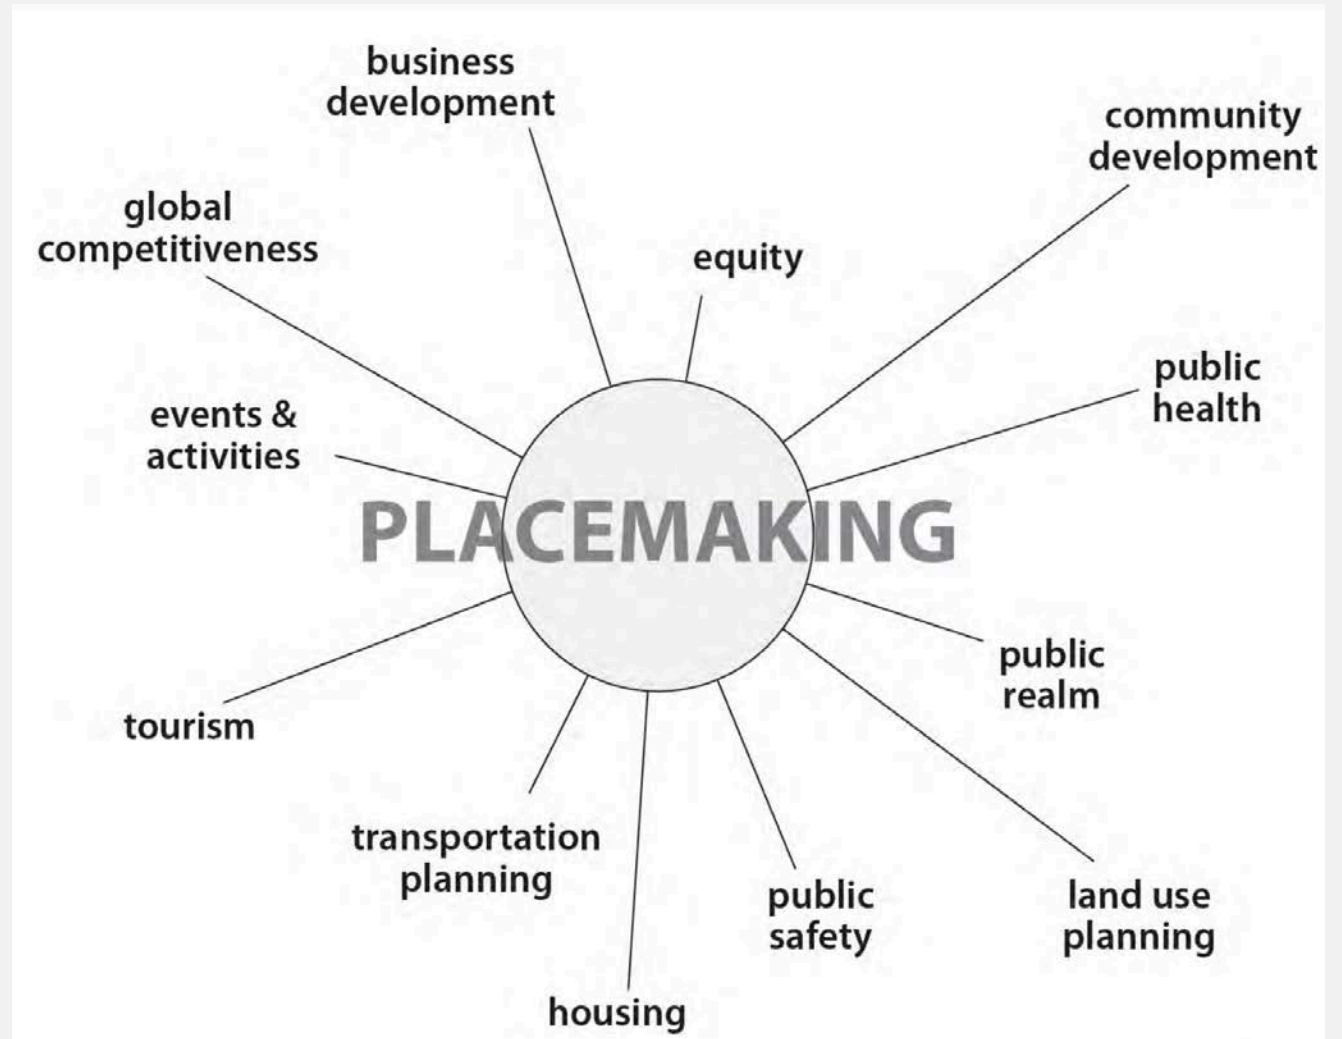 business
development
community
development
global
competitiveness
equity
public
health
events &
activities
PLACEMAKING
public
realm
tourism
transportation
planning
public
safety
land use
planning
housing